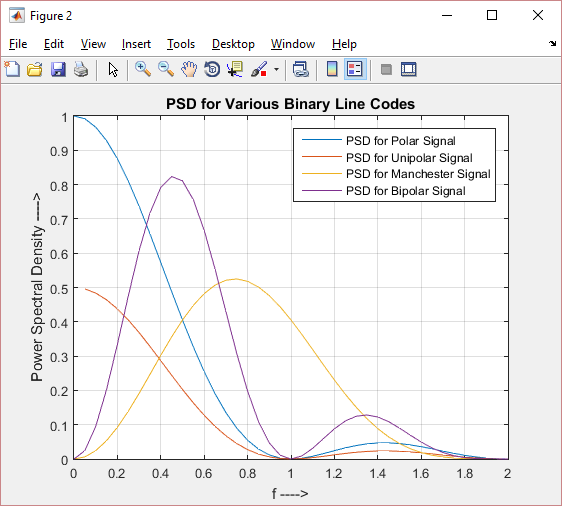 Figure 2
File Edit View Insert Tools Desktop Window Help
PSD for Various Binary Line Codes
PSD for Polar Signal
PSD for Unipolar Signal
PSD for Manchester Signal
PSD for Bipolar Signal
Power Spectral Density ---->
1
0.9
0.8
0.7
0.6
0.5
0.4
0.3
0.2
0.1
0
0 0.2 0.4 0.6 0.8 1 1.2 1.4 1.6 1.8 2
f ---->